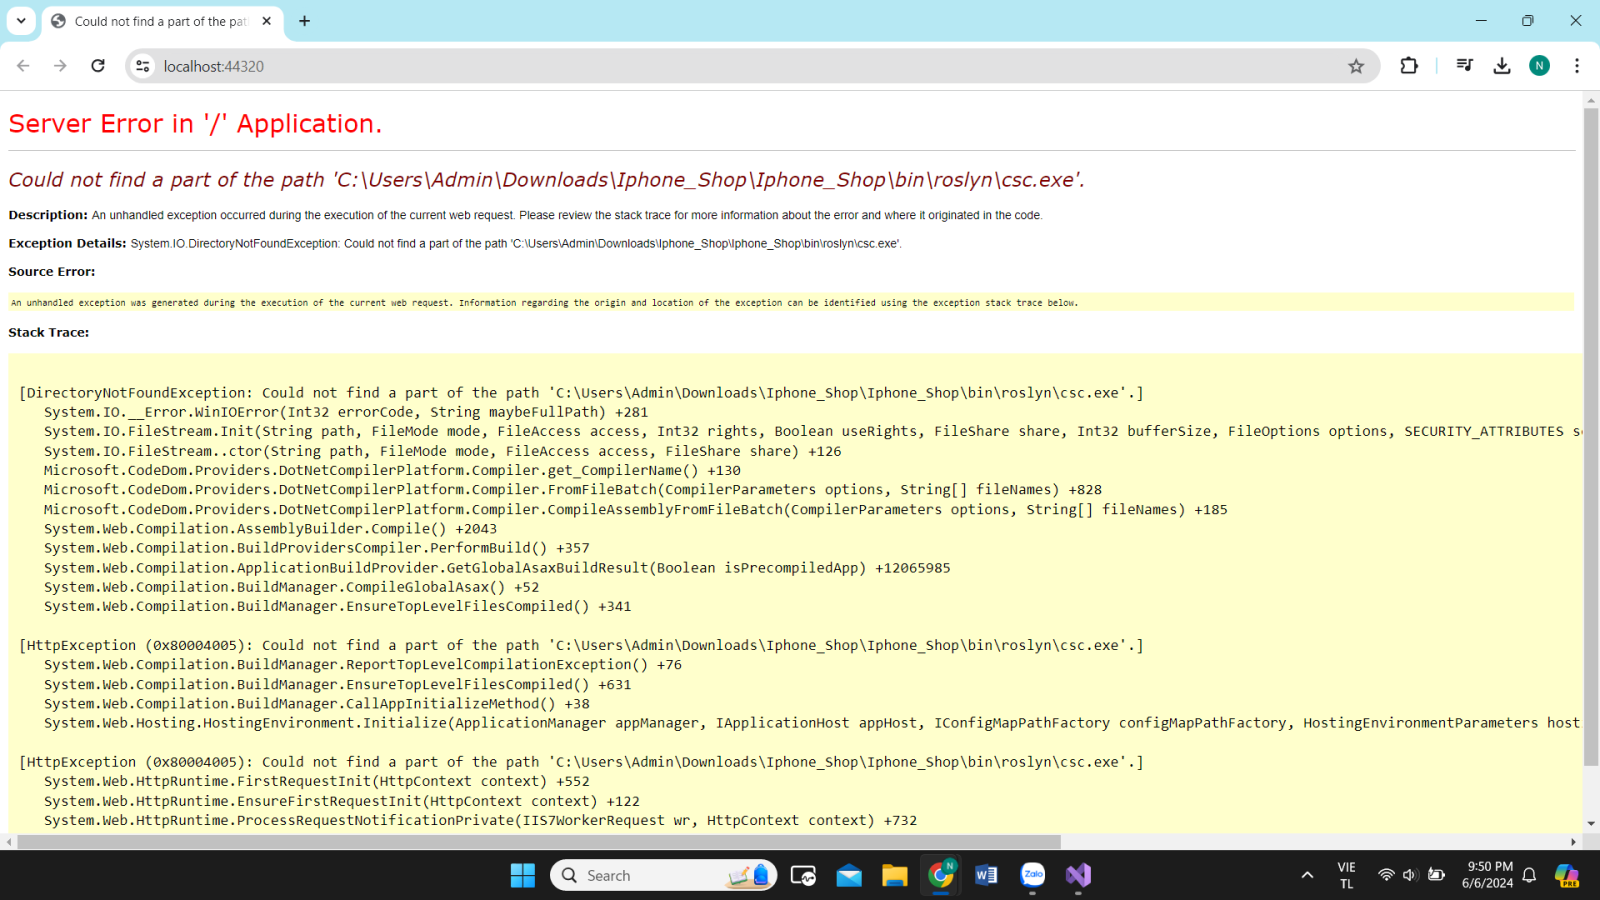 Could not find a part of the pat
localhost:44320
N
Server Error in '/' Application.
Could not find a part of the path 'C:\Users\Admin\Downloads\Iphone_Shop\Iphone_Shop\bin\roslyn\csc.exe'.
Description: An unhandled exception occurred during the execution of the current web request. Please review the stack trace for more information about the error and where it originated in the code.
Exception Details: System.IO.DirectoryNotFoundException: Could not find a part of the path 'C:\Users\Admin\Downloads\Iphone_Shop\Iphone_Shop\bin\roslyn\csc.exe'.
Source Error:
An unhandled exception was generated during the execution of the current web request. Information regarding the origin and location of the exception can be identified using the exception stack trace below.
Stack Trace:
[DirectoryNotFoundException: Could not find a part of the path 'C:\Users\Admin\Downloads\Iphone_Shop\Iphone_Shop\bin\roslyn\csc.exe'.]
System.IO.__Error.WinIOError(Int32 errorCode, String maybeFullPath) +281
System.IO.FileStream.Init(String path, FileMode mode, FileAccess access, Int32 rights, Boolean useRights, FileShare share, Int32 bufferSize, FileOptions options, SECURITY_ATTRIBUTES s
System.IO.FileStream..ctor(String path, FileMode mode, FileAccess access, FileShare share) +126
Microsoft.CodeDom.Providers.DotNetCompilerPlatform.Compiler.get_CompilerName() +130
Microsoft.CodeDom.Providers.DotNetCompilerPlatform.Compiler.FromFileBatch(CompilerParameters options, String[] fileNames) +828
Microsoft.CodeDom.Providers.DotNetCompilerPlatform.Compiler.CompileAssemblyFromFileBatch(CompilerParameters options, String[] fileNames) +185
System.Web.Compilation.AssemblyBuilder.Compile() +2043
System.Web.Compilation.BuildProvidersCompiler.PerformBuild() +357
System.Web.Compilation.ApplicationBuildProvider.GetGlobalAsaxBuildResult(Boolean isPrecompiledApp) +12065985
System.Web.Compilation.BuildManager.CompileGlobalAsax() +52
System.Web.Compilation.BuildManager.EnsureTopLevelFilesCompiled() +341
[HttpException (0x80004005): Could not find a part of the path 'C:\Users\Admin\Downloads\Iphone_Shop\Iphone_Shop\bin\roslyn\csc.exe'.]
System.Web.Compilation.BuildManager.ReportTopLevelCompilationException() +76
System.Web.Compilation.BuildManager.EnsureTopLevelFilesCompiled() +631
System.Web.Compilation.BuildManager.CallAppInitializeMethod() +38
System.Web.Hosting.HostingEnvironment.Initialize(ApplicationManager appManager, IApplicationHost appHost, IConfigMapPathFactory configMapPathFactory, HostingEnvironmentParameters host
[HttpException (0x80004005): Could not find a part of the path 'C:\Users\Admin\Downloads\Iphone_Shop\Iphone_Shop\bin\roslyn\csc.exe'.]
System.Web.HttpRuntime.FirstRequestInit(HttpContext context) +552
System.Web.HttpRuntime.EnsureFirstRequestInit(HttpContext context) +122
System.Web.HttpRuntime.ProcessRequestNotificationPrivate(IIS7WorkerRequest wr, HttpContext context) +732
Search
N
W
Zalo
VIE
TL
9:50 PM
6/6/2024
PRE